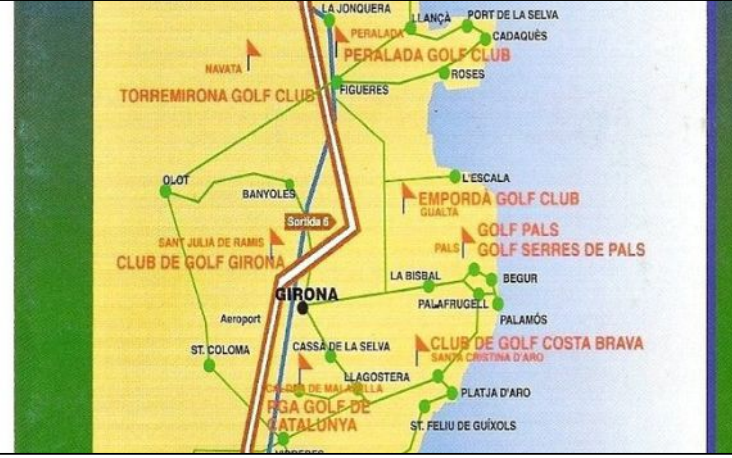 LA JONQUERA
LLANÇÀ
PORT DE LA SELVA
PERALADA
CADAQUÈS
PERALADA GOLF CLUB
NAVATA
ROSES
FIGUERES
TORREMIRONA GOLF CLUB
OLOT
BANYOLES
L'ESCALA
EMPORDÀ GOLF CLUB
GUALTA
Sortida 6
GOLF PALS
SANT JULIÀ DE RAMIS
PALS
GOLF SERRES DE PALS
CLUB DE GOLF GIRONA
LA BISBAL
BEGUR
GIRONA
PALAFRUGELL
Aeroport
PALAMÓS
ST. COLOMA
CASSÀ DE LA SELVA
CLUB DE GOLF COSTA BRAVA
SANTA CRISTINA D'ARO
LLAGOSTERA
CALDES DE MALAVELLA
PLATJA D'ARO
PGA GOLF DE
CATALUNYA
ST. FELIU DE GUÍXOLS